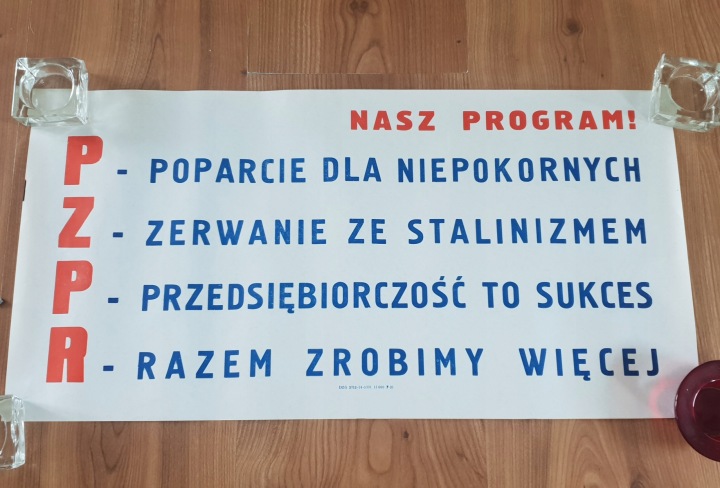 NASZ PROGRAM!
P - POPARCIE DLA NIEPOKORNYCH
Z - ZERWANIE ZE STALINIZMEM
P - PRZEDSIĘBIORCZOŚĆ TO SUKCES
R - RAZEM ZROBIMY WIĘCEJ